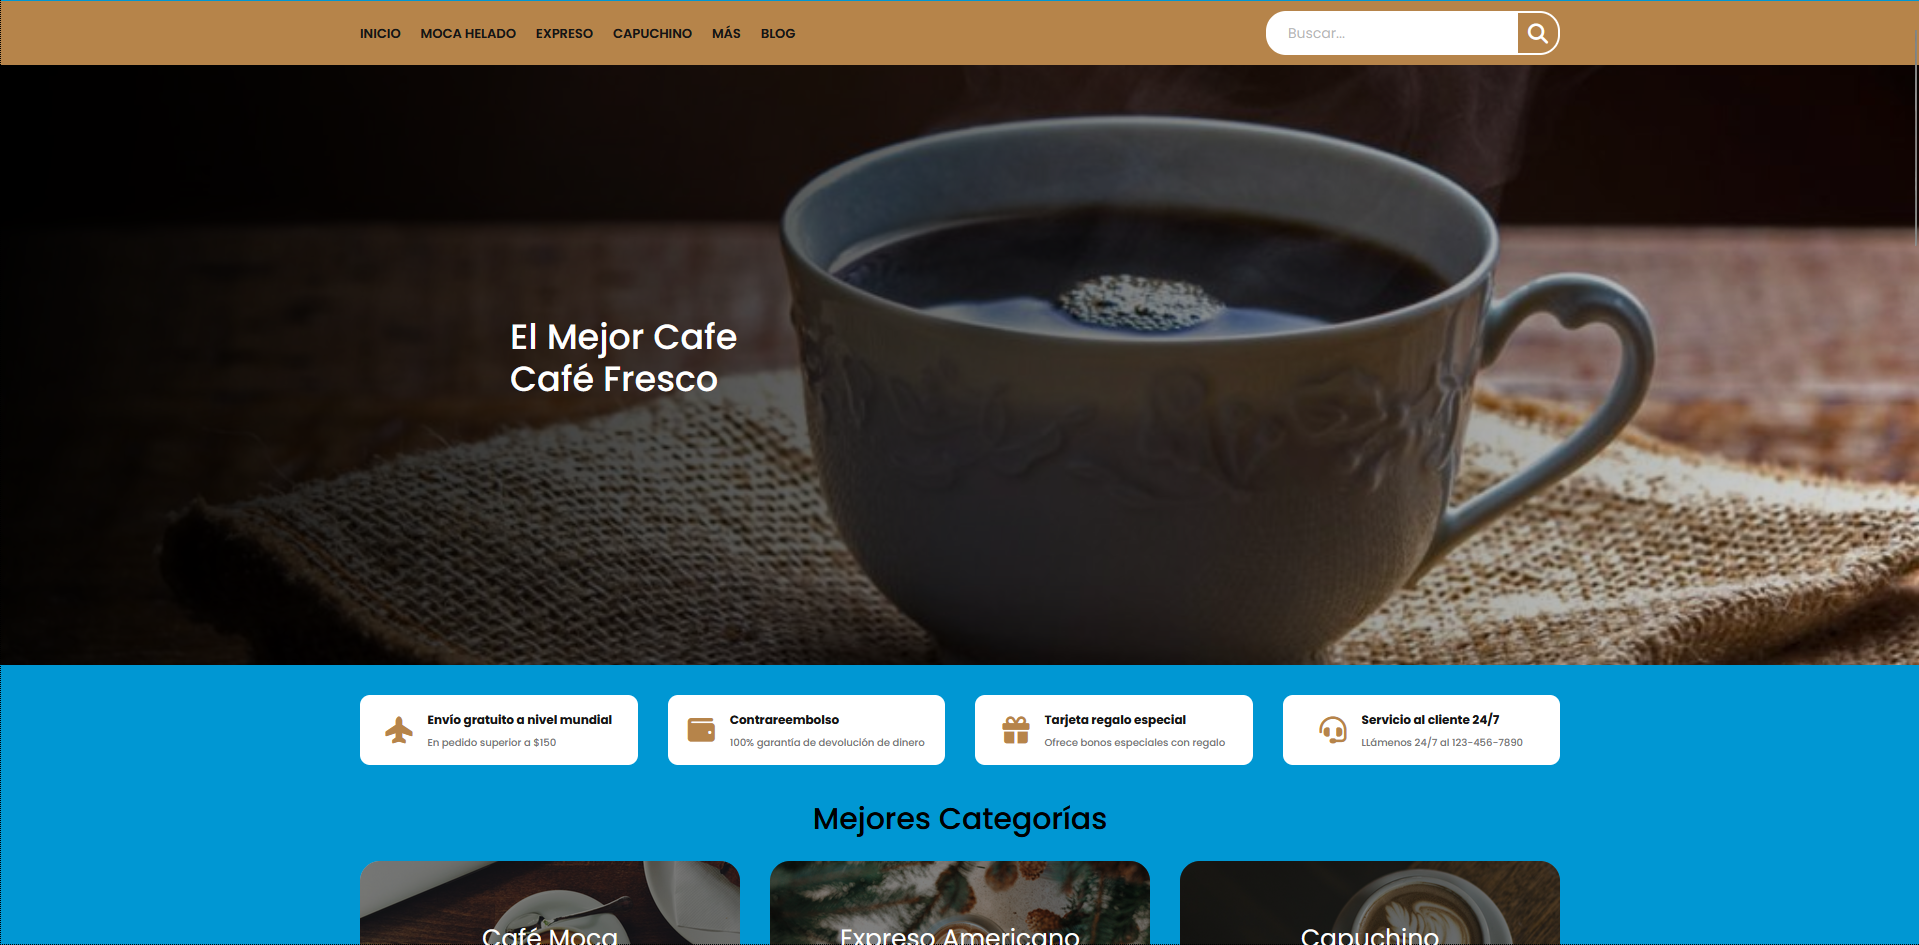 INICIO MOCA HELADO EXPRESO CAPUCHINO MÁS BLOG
Buscar...
El Mejor Cafe
Café Fresco
Envío gratuito a nivel mundial
En pedido superior a $150
Contrareembolso
100% garantía de devolución de dinero
Tarjeta regalo especial
Ofrece bonos especiales con regalo
Servicio al cliente 24/7
LLámenos 24/7 al 123-456-7890
Mejores Categorías
Café Moca
Expreso Americano
Capuchino